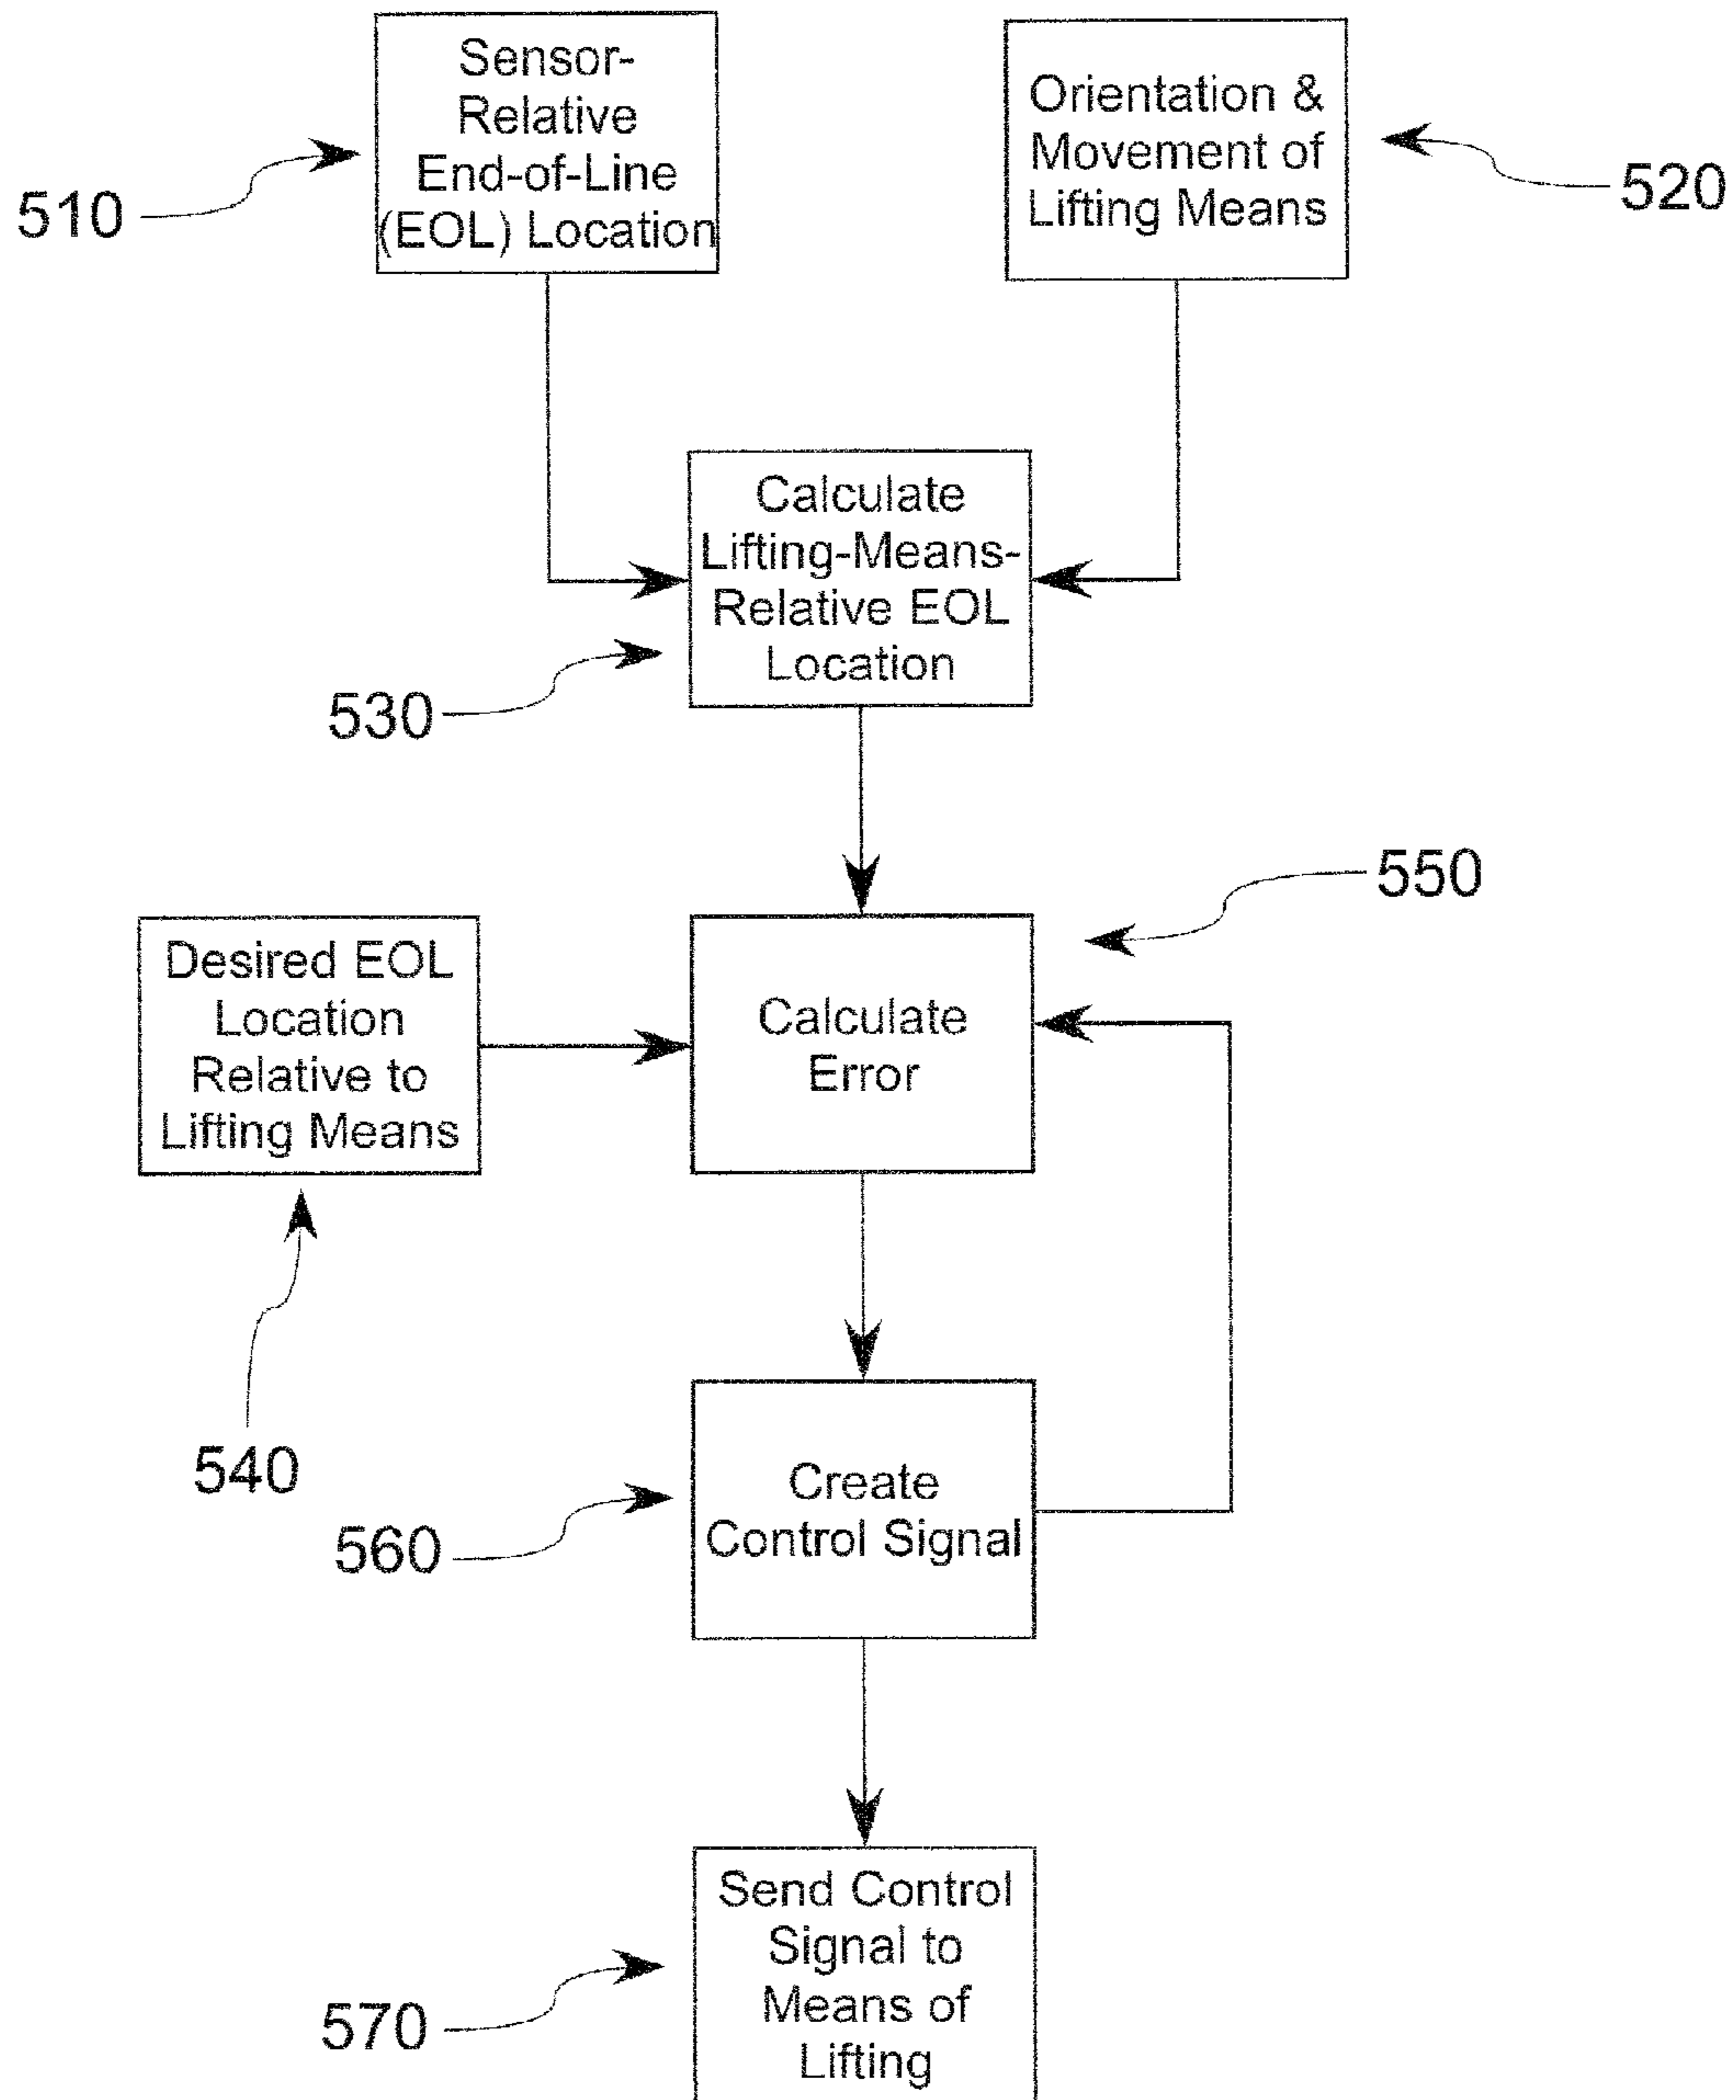 Sensor-
Relative
End-of-Line
(EOL) Location
510
Orientation &
Movement of
Lifting Means
520
Calculate
Lifting-Means-
Relative EOL
Location
530
550
Desired EOL
Location
Relative to
Lifting Means
540
Calculate
Error
Create
Control Signal
560
Send Control
Signal to
Means of
Lifting
570